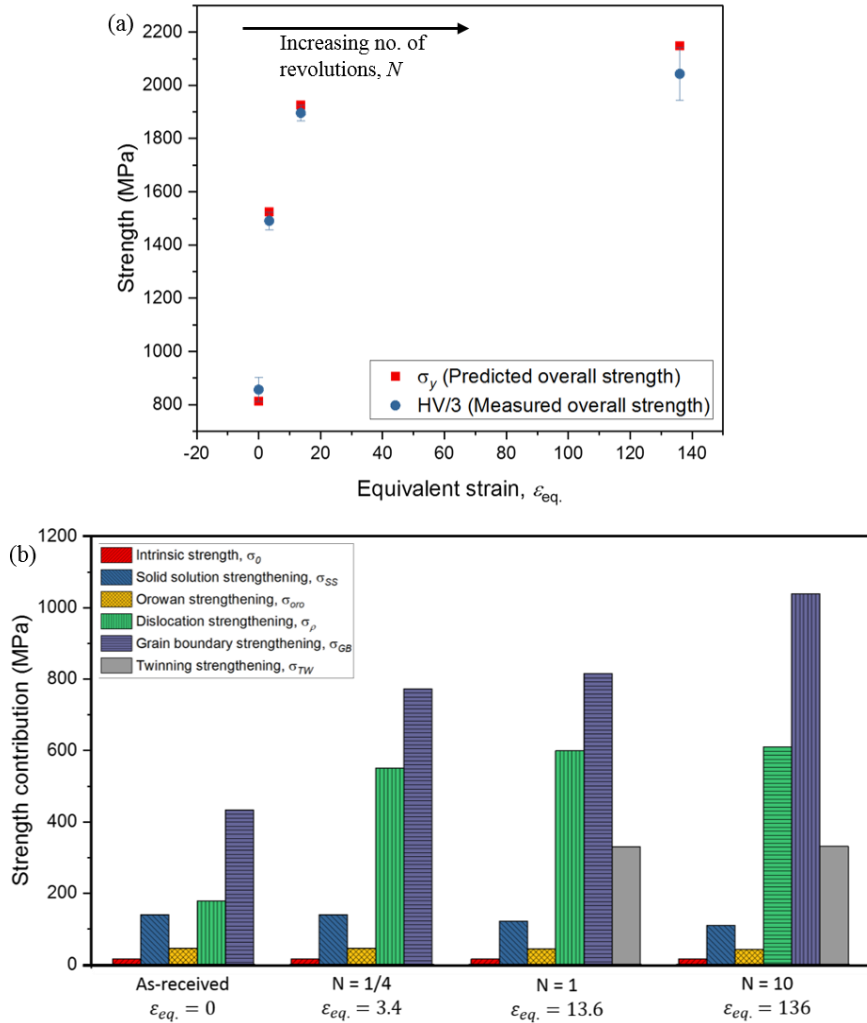 (a)
Increasing no. of
revolutions, N
2200
2000
1800
1600
1400
1200
1000
800
Strength (MPa)
σy (Predicted overall strength)
HV/3 (Measured overall strength)
-20 0 20 40 60 80 100 120 140
Equivalent strain, εeq.
(b)
1200
1000
800
600
400
200
0
Strength contribution (MPa)
Intrinsic strength, σ0
Solid solution strengthening, σSS
Orowan strengthening, σoro
Dislocation strengthening, σρ
Grain boundary strengthening, σGB
Twinning strengthening, σTW
As-received N = 1/4 N = 1 N = 10
εeq. = 0 εeq. = 3.4 εeq. = 13.6 εeq. = 136